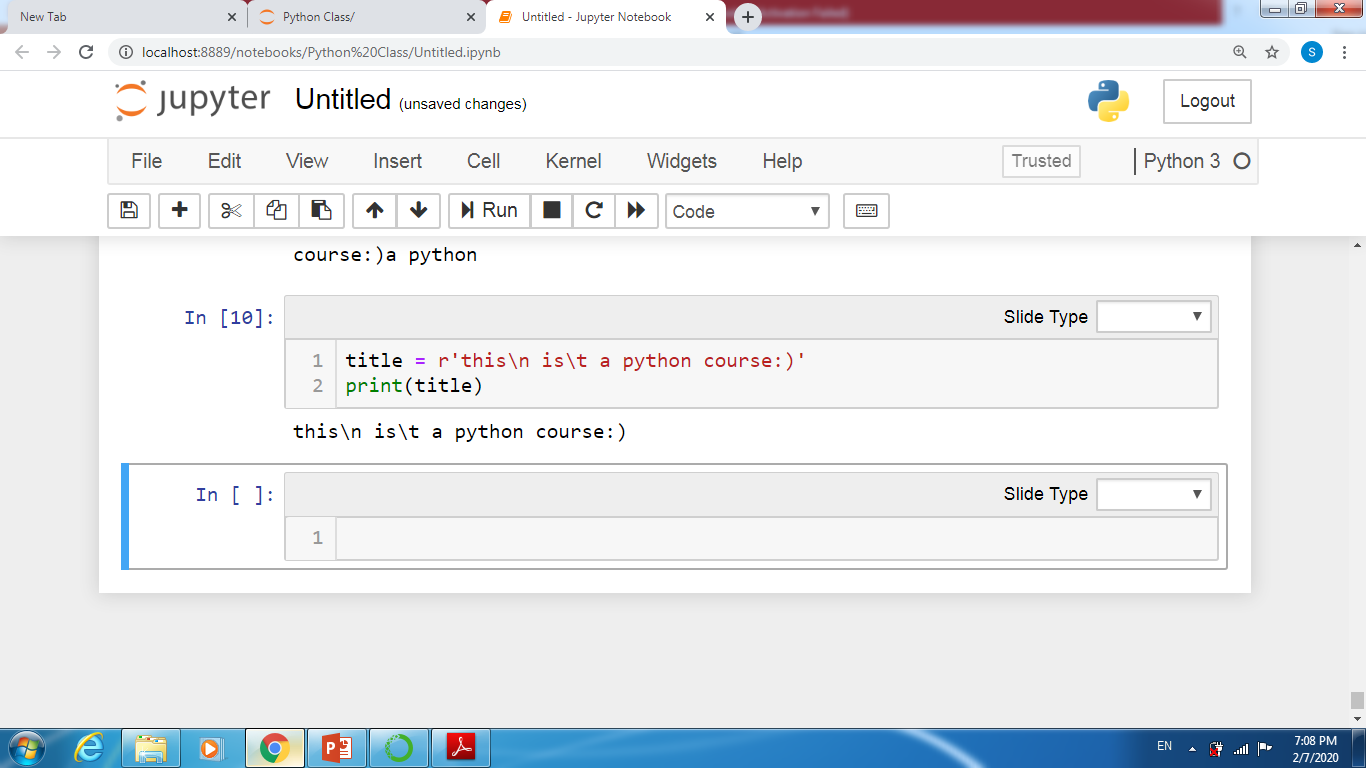 New Tab
Python Class/
Untitled - Jupyter Notebook
localhost:8889/notebooks/Python%20Class/Untitled.ipynb
S
jupyter Untitled (unsaved changes)
Logout
File Edit View Insert Cell Kernel Widgets Help
Trusted
Python 3
Run
Code
course:)a python
In [10]:
Slide Type
1 title = r'this\n is\t a python course:)'
2 print(title)
this\n is\t a python course:)
In [ ]:
Slide Type
1
P
EN
7:08 PM
2/7/2020